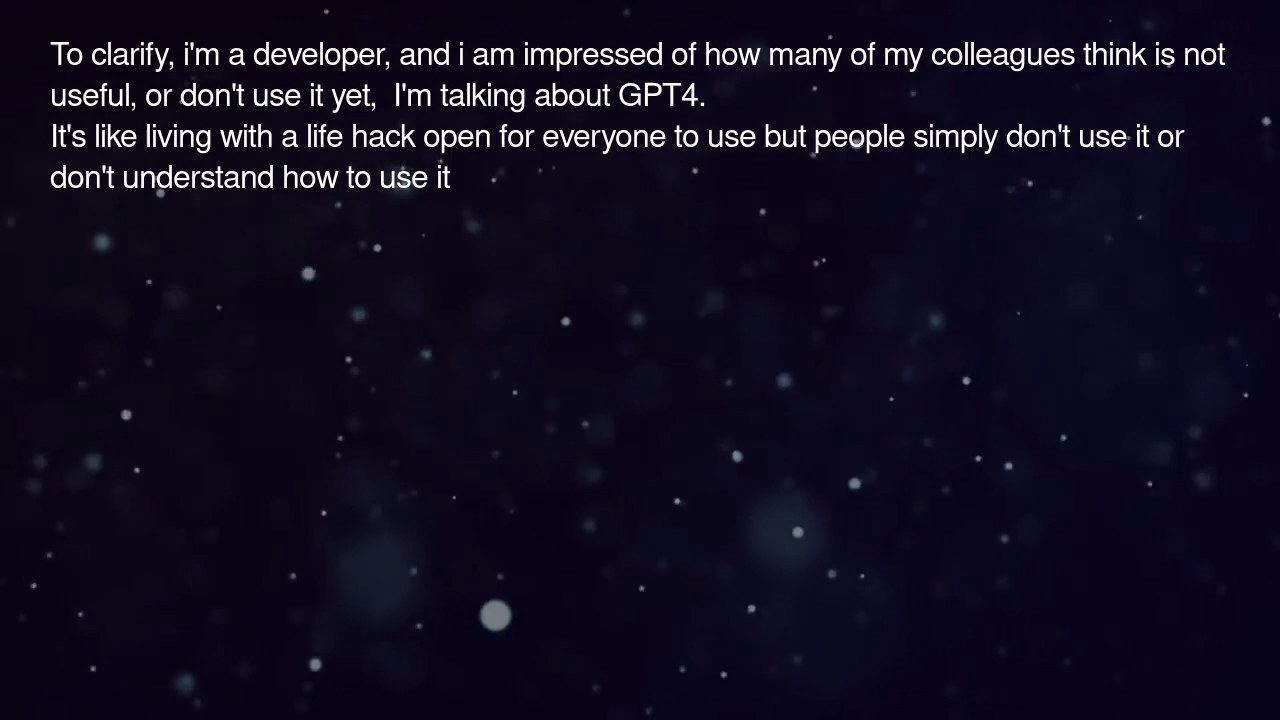 To clarify, i'm a developer, and i am impressed of how many of my colleagues think is not
useful, or don't use it yet,  I'm talking about GPT4.
It's like living with a life hack open for everyone to use but people simply don't use it or
don't understand how to use it